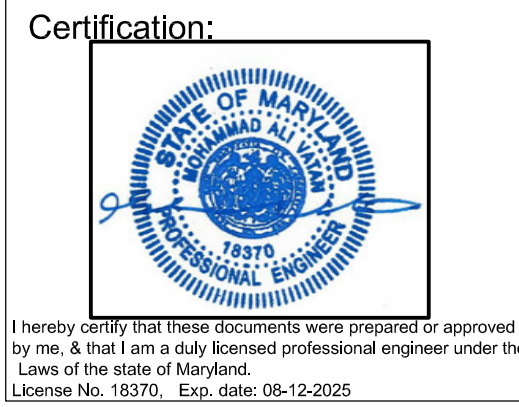 Certification:
STATE OF MARYLAND
MOHAMMAD ALI VATAN
18370
PROFESSIONAL ENGINEER
I hereby certify that these documents were prepared or approved
by me, & that I am a duly licensed professional engineer under the
Laws of the state of Maryland.
License No. 18370, Exp. date: 08-12-2025